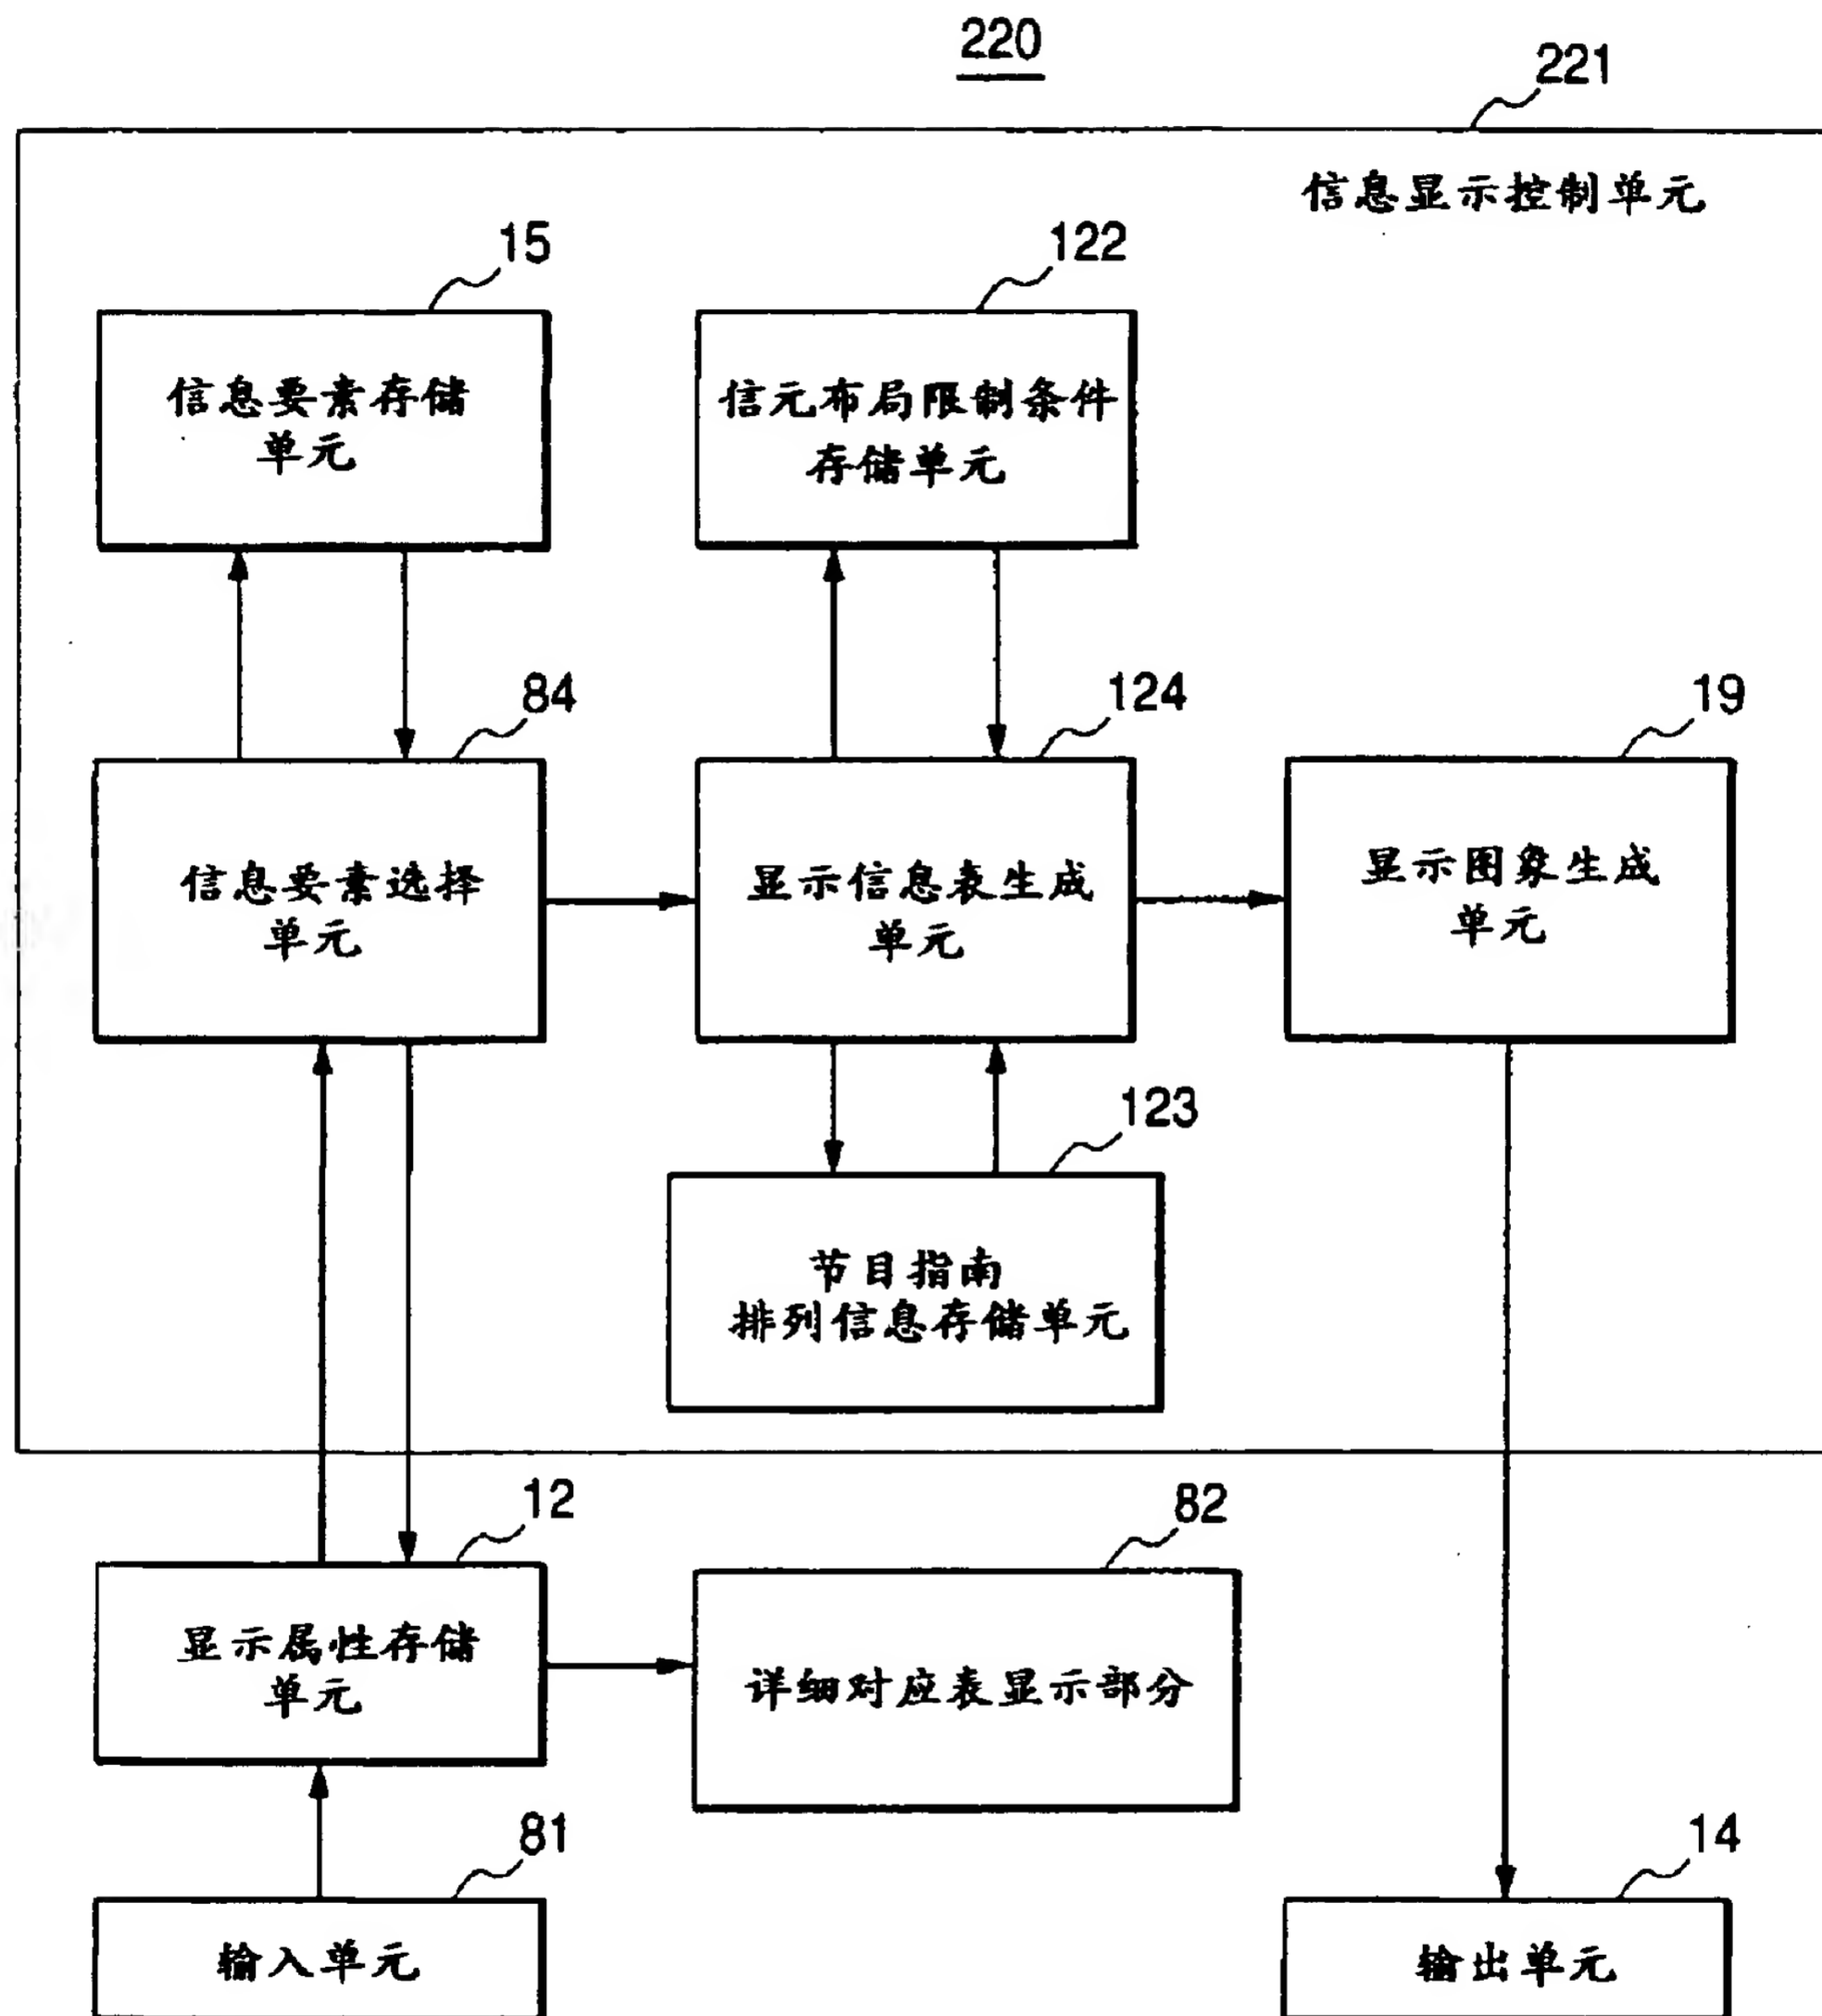 220
221
信息显示控制单元
15
122
信息要素存储
单元
信元布局限制条件
存储单元
84
124
19
信息要素选择
单元
显示信息表生成
单元
显示图象生成
单元
123
节目指南
排列信息存储单元
12
82
显示属性存储
单元
详细对应表显示部分
81
14
输入单元
输出单元